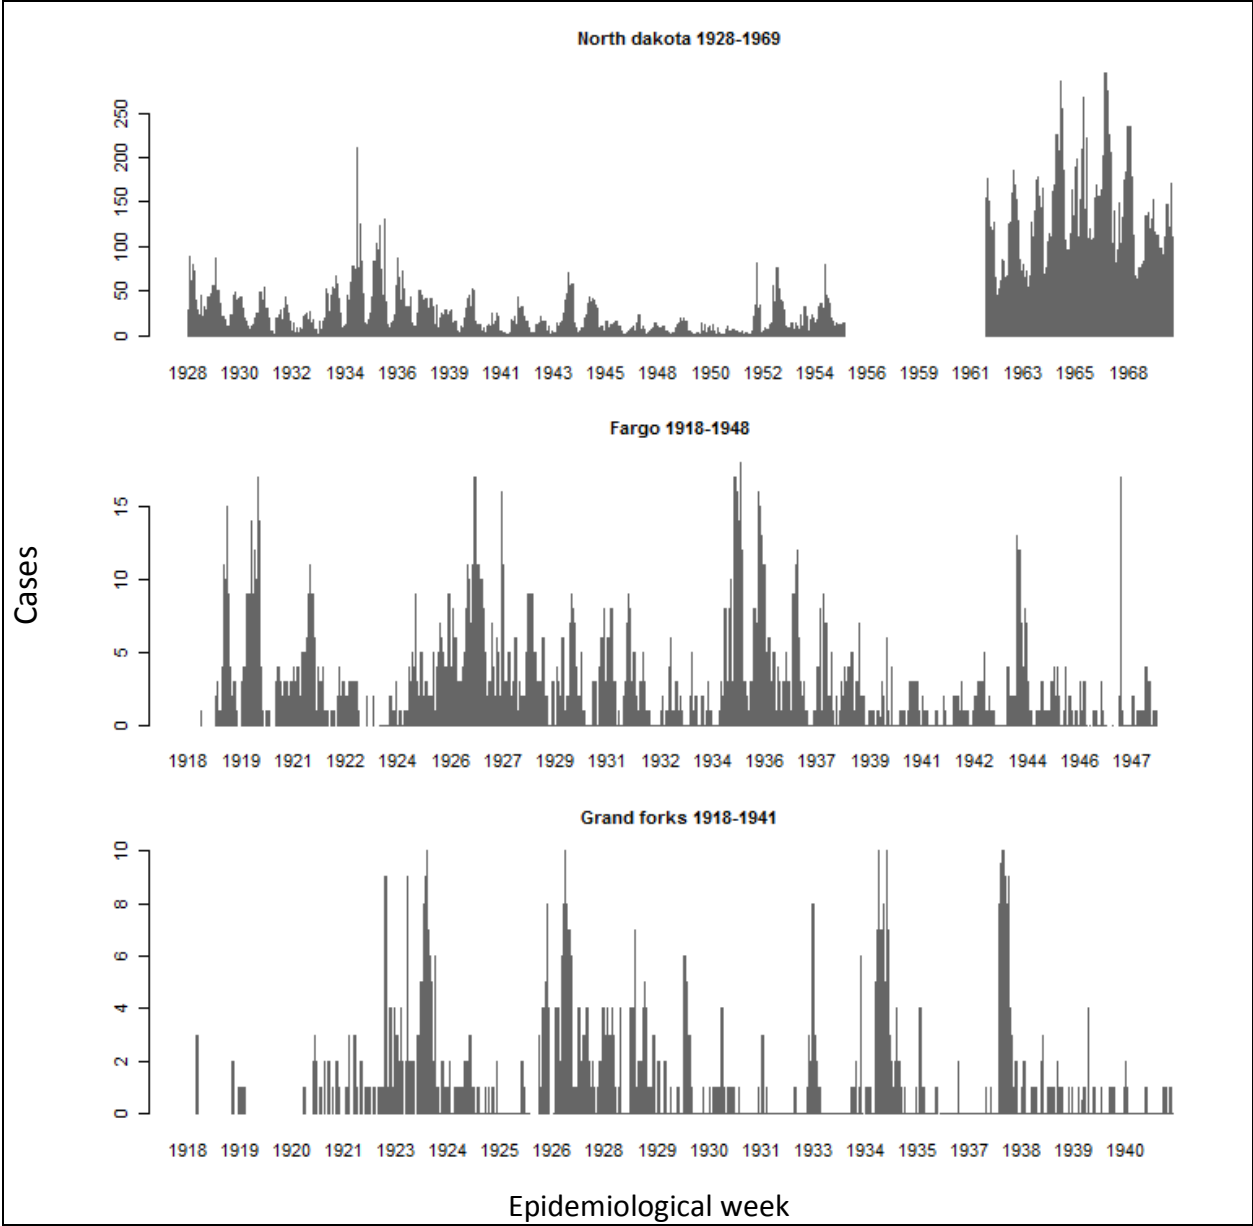 North dakota 1928-1969
250
200
150
100
50
0
1928 1930 1932 1934 1936 1939 1941 1943 1945 1948 1950 1952 1954 1956 1959 1961 1963 1965 1968
Fargo 1918-1948
15
10
5
0
1918 1919 1921 1922 1924 1926 1927 1929 1931 1932 1934 1936 1937 1939 1941 1942 1944 1946 1947
Cases
Grand forks 1918-1941
10
8
6
4
2
0
1918 1919 1920 1921 1923 1924 1925 1926 1928 1929 1930 1931 1933 1934 1935 1937 1938 1939 1940
Epidemiological week